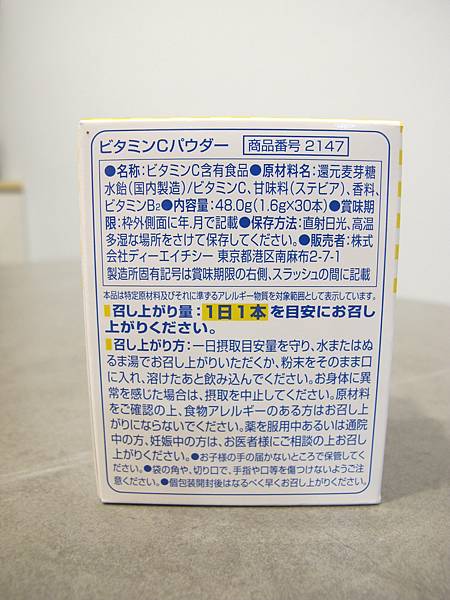 ビタミンCパウダー 商品番号 2147
●名称:ビタミンC含有食品●原材料名:還元麦芽糖
水飴(国内製造)/ビタミンC、甘味料(ステビア)、香料、
ビタミンB2●内容量:48.0g(1.6g×30本)●賞味期
限:枠外側面に年.月で記載●保存方法:直射日光、高温
多湿な場所をさけて保存してください。●販売者:株式
会社ディーエイチシー 東京都港区南麻布2-7-1
製造所固有記号は賞味期限の右側、スラッシュの間に記載
本品は特定原材料及びそれに準ずるアレルギー物質を対象範囲として表示しています。
召し上がり量:1日1本を目安にお召し
上がりください。
召し上がり方:一日摂取目安量を守り、水またはぬ
るま湯でお召し上がりいただくか、粉末をそのまま口
に入れ、溶けたあと飲み込んでください。お身体に異
常を感じた場合は、摂取を中止してください。原材料
をご確認の上、食物アレルギーのある方はお召し上
がりにならないでください。薬を服用中あるいは通院
中の方、妊娠中の方は、お医者様にご相談の上お召し
上がりください。●お子様の手の届かないところで保管してくだ
さい。●袋の角や、切り口で、手指や口等を傷つけないようご注
意ください。●個包装開封後はなるべく早くお召し上がりください。